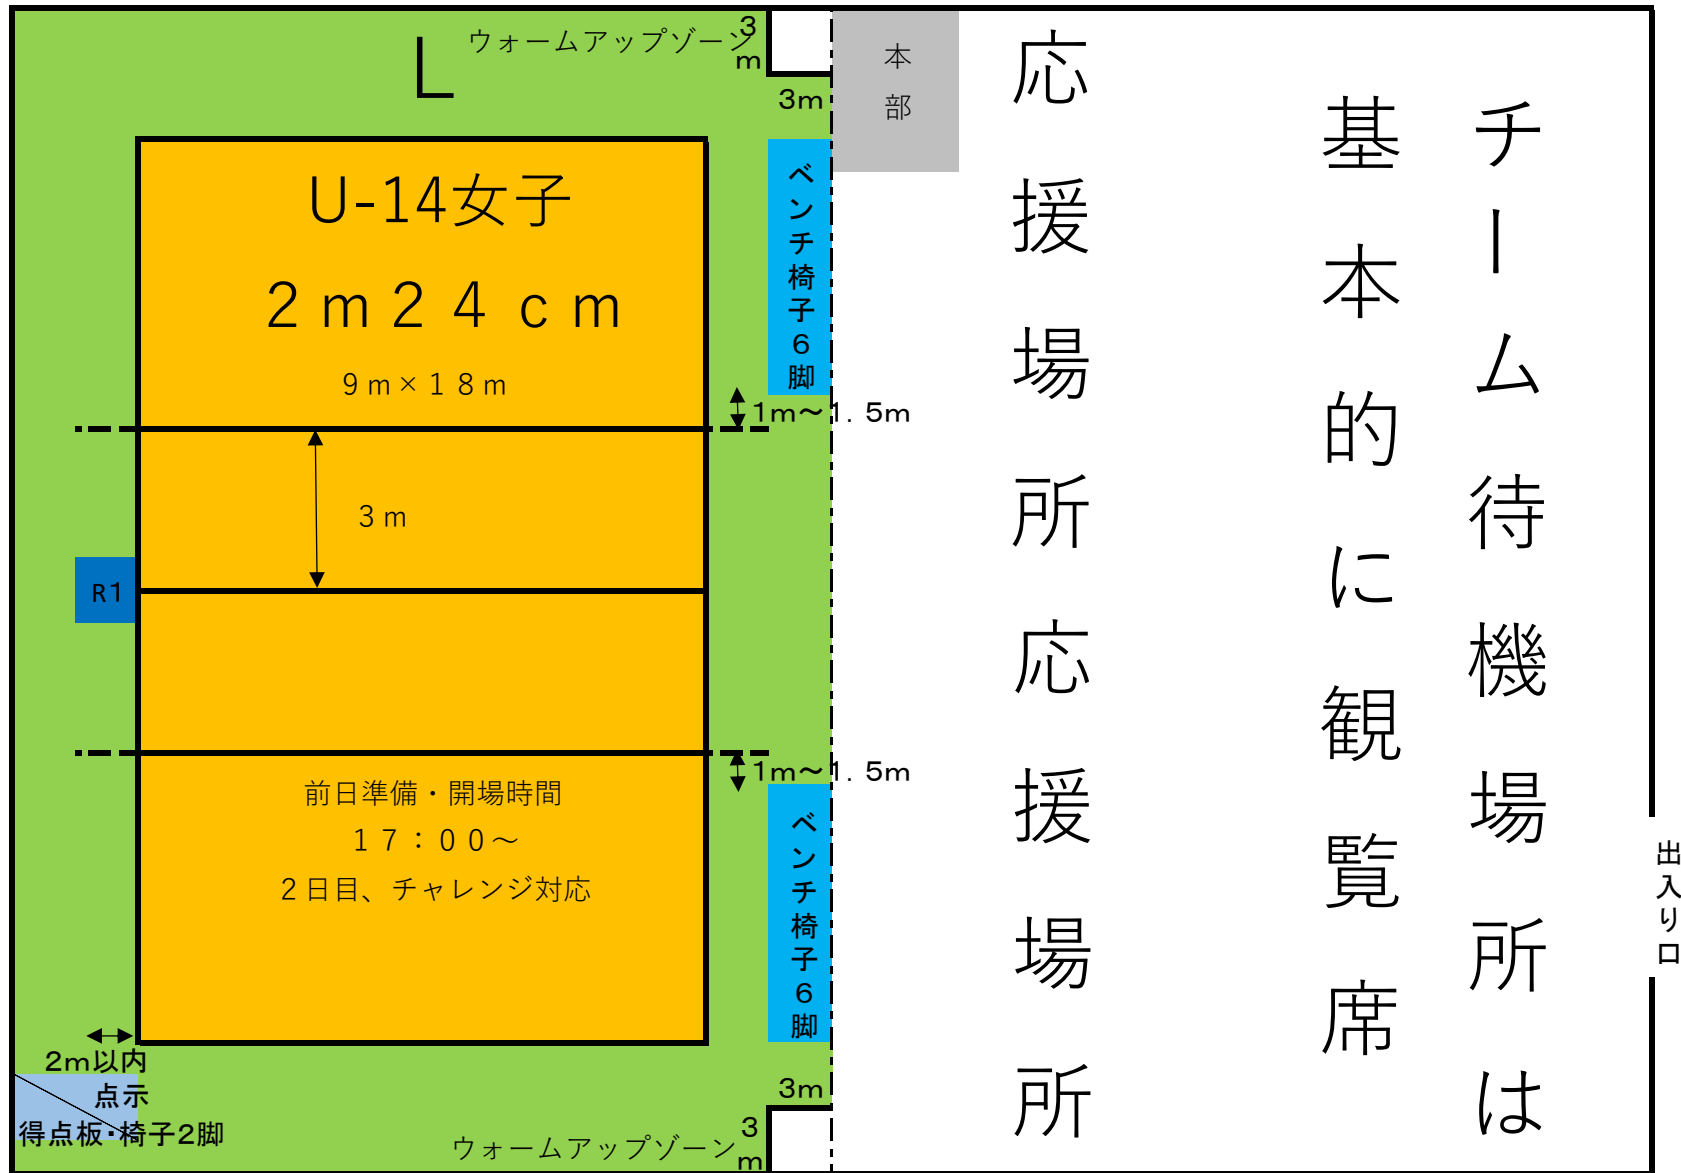 ウォームアップゾーン
3
m
L
3m
本部
U-14女子
２ｍ２４ｃｍ
９ｍ×１８ｍ
ベンチ椅子６脚
1m～1．5m
３ｍ
R1
1m～1．5m
前日準備・開場時間
１７：００～
２日目、チャレンジ対応
ベンチ椅子６脚
2m以内
点示
得点板・椅子2脚
3m
3
m
ウォームアップゾーン
応援場所応援場所
チーム待機場所は
基本的に観覧席
出入り口